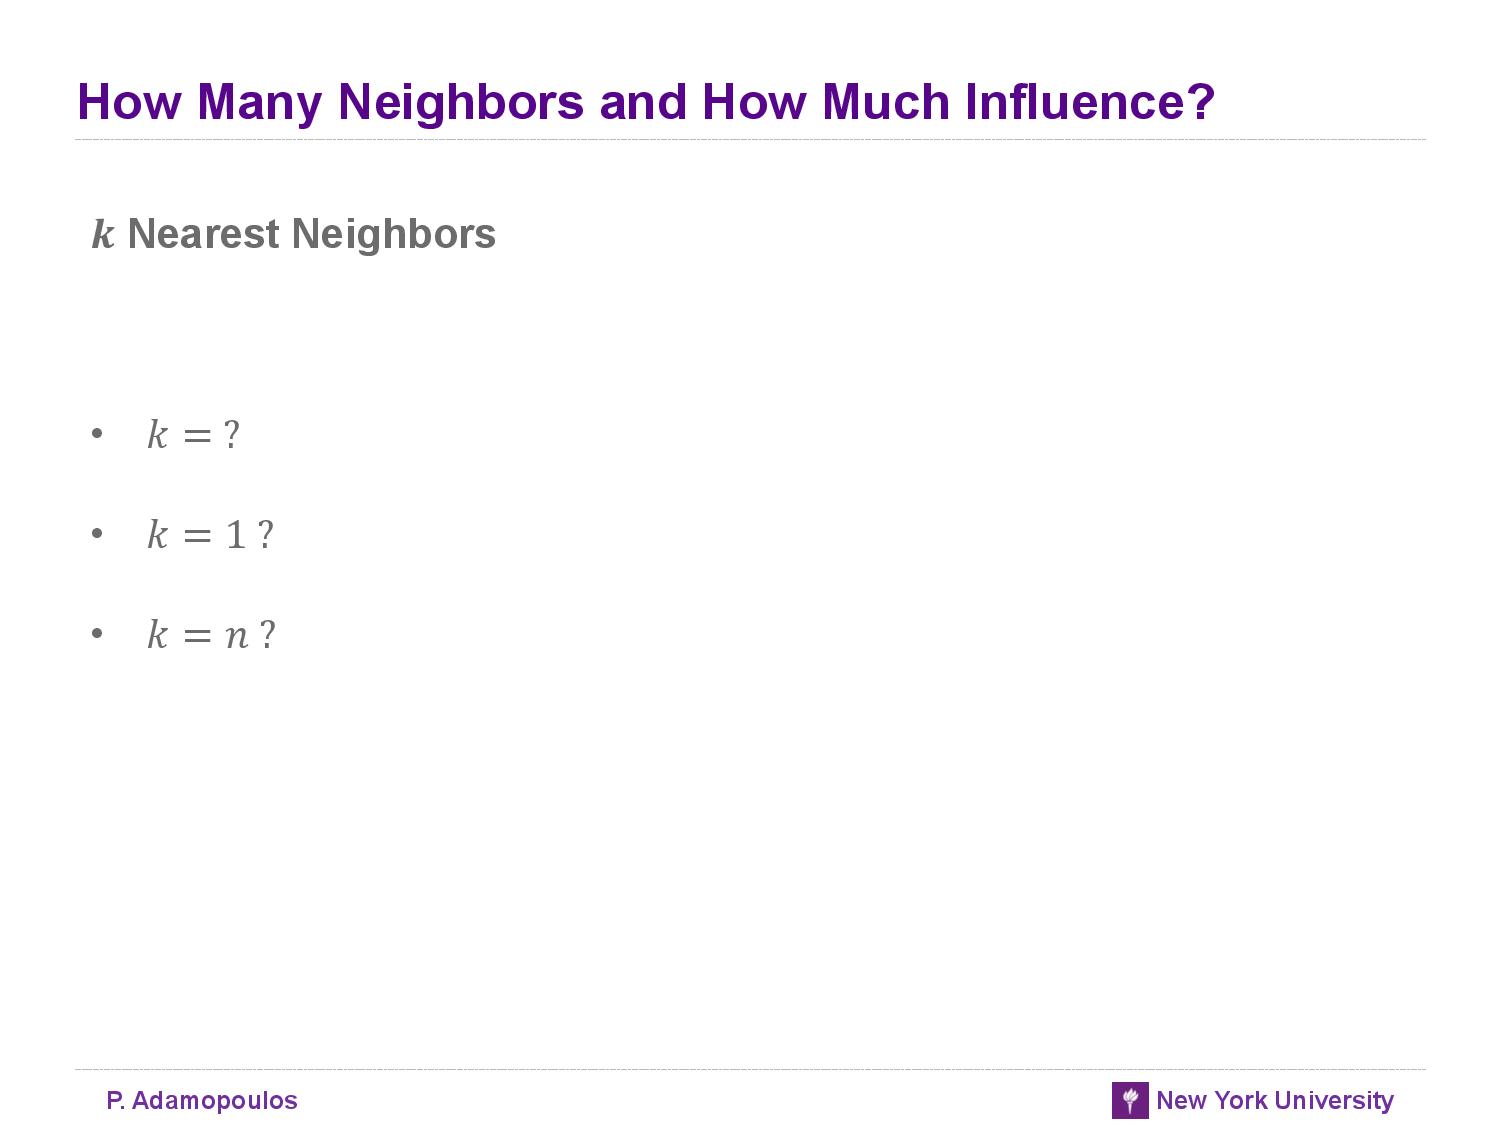 How Many Neighbors and How Much Influence?
k Nearest Neighbors
• k = ?
• k = 1 ?
• k = n ?
P. Adamopoulos
New York University